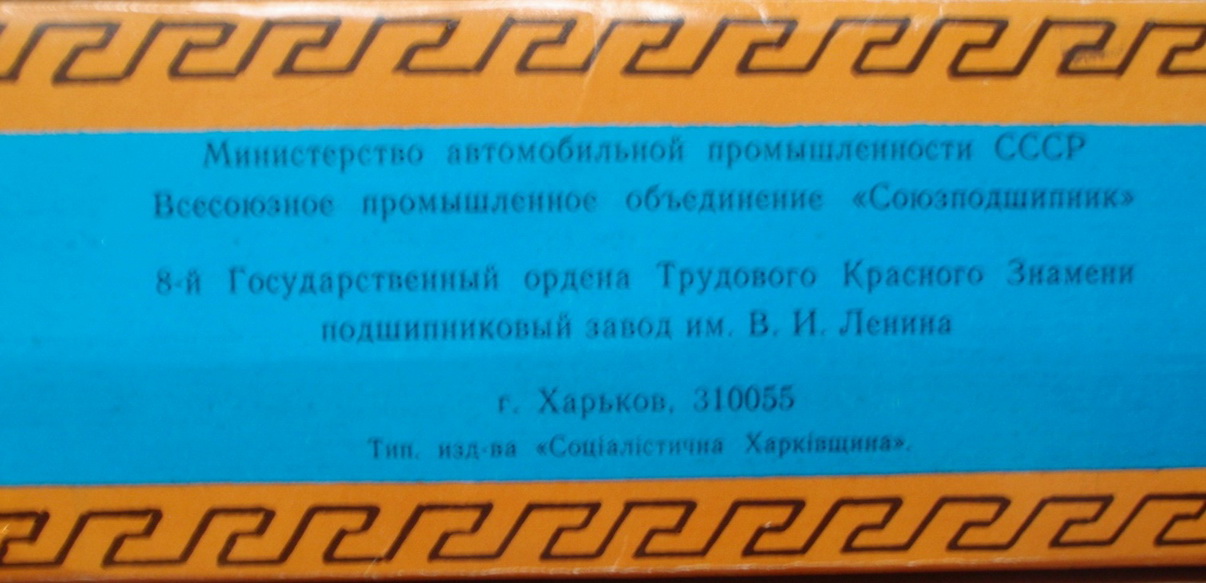 Министерство автомобильной промышленности СССР
Всесоюзное промышленное объединение «Союзподшипник»
8-й Государственный ордена Трудового Красного Знамени
подшипниковый завод им. В. И. Ленина
г. Харьков, 310055
Тип. изд-ва «Соціалістична Харківщина».